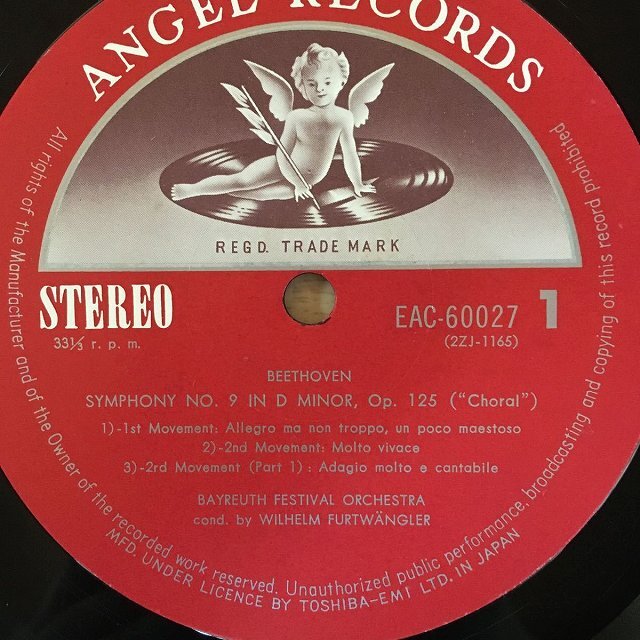 ANGEL RECORDS
REGD. TRADE MARK
STEREO
33⅓ r. p. m.
EAC-60027 1
(2ZJ-1165)
BEETHOVEN
SYMPHONY NO. 9 IN D MINOR, Op. 125 ("Choral")
1)-1st Movement: Allegro ma non troppo, un poco maestoso
2)-2nd Movement: Molto vivace
3)-2rd Movement (Part 1) : Adagio molto e cantabile
BAYREUTH FESTIVAL ORCHESTRA
cond. by WILHELM FURTWÄNGLER
All rights of the Manufacturer and of the Owner of the recorded work reserved. Unauthorized public performance, broadcasting and copying of this record prohibited
MFD. UNDER LICENCE BY TOSHIBA-EMI LTD. IN JAPAN